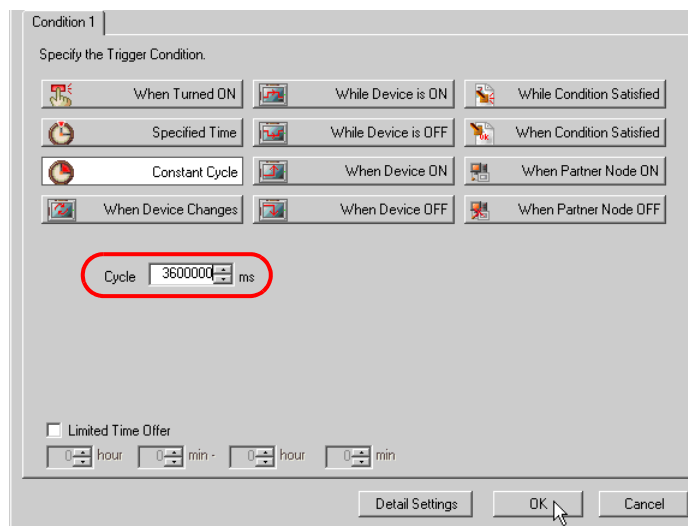 Condition 1
Specify the Trigger Condition.
When Turned ON While Device is ON While Condition Satisfied
Specified Time While Device is OFF When Condition Satisfied
Constant Cycle When Device ON When Partner Node ON
When Device Changes When Device OFF When Partner Node OFF
Cycle 3600000 ms
Limited Time Offer
0 hour 0 min - 0 hour 0 min
Detail Settings OK Cancel